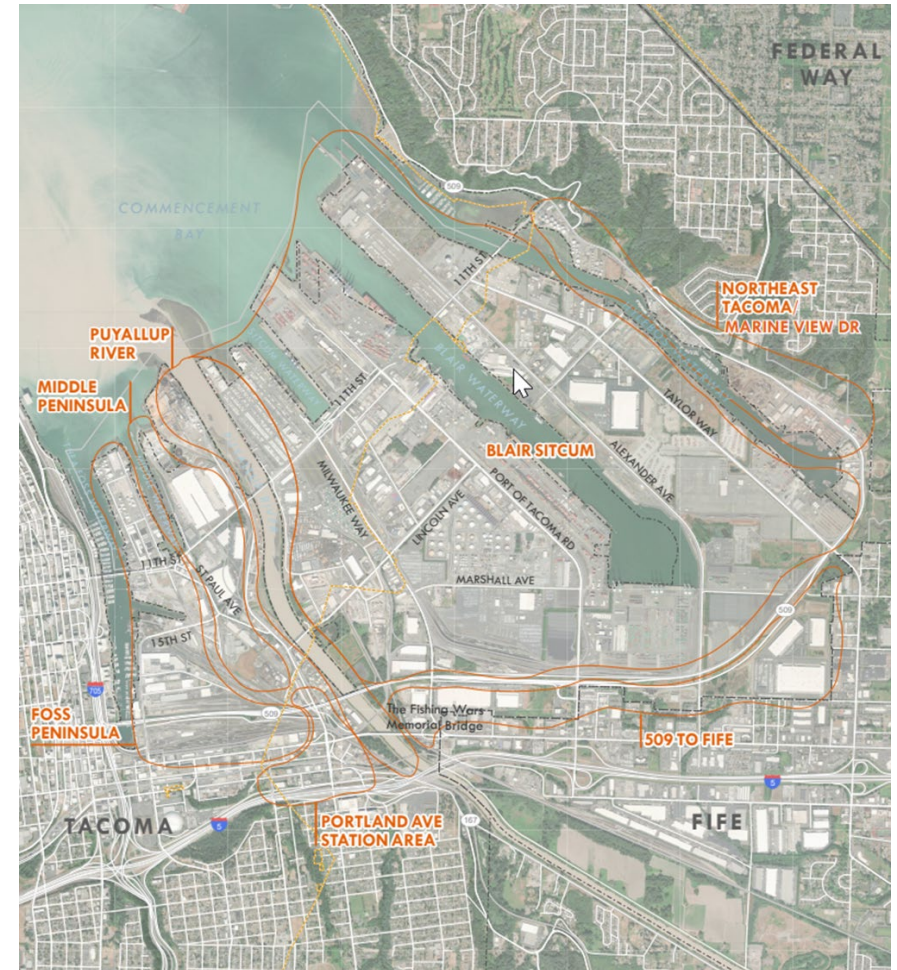 FEDERAL
WAY
COMMENCEMENT
BAY
509
11TH ST
NORTHEAST
TACOMA/
MARINE VIEW DR
PUYALLUP
RIVER
MIDDLE
PENINSULA
BLAIR WATERWAY
11TH ST
TAYLOR WAY
BLAIR SITCUM
ALEXANDER AVE
MILWAUKEE WAY
PORT OF TACOMA RD
LINCOLN AVE
11TH ST
ST PAUL AVE
MARSHALL AVE
509
15TH ST
705
FOSS
PENINSULA
509
The Fishing Wars
Memorial Bridge
509 TO FIFE
5
TACOMA
5
PORTLAND AVE
STATION AREA
167
FIFE